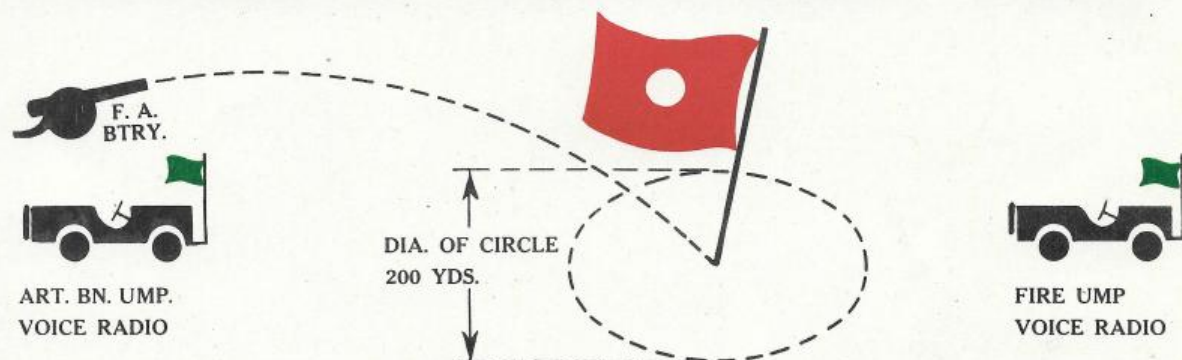 F. A.
BTRY.
DIA. OF CIRCLE
200 YDS.
ART. BN. UMP.
VOICE RADIO
FIRE UMP
VOICE RADIO